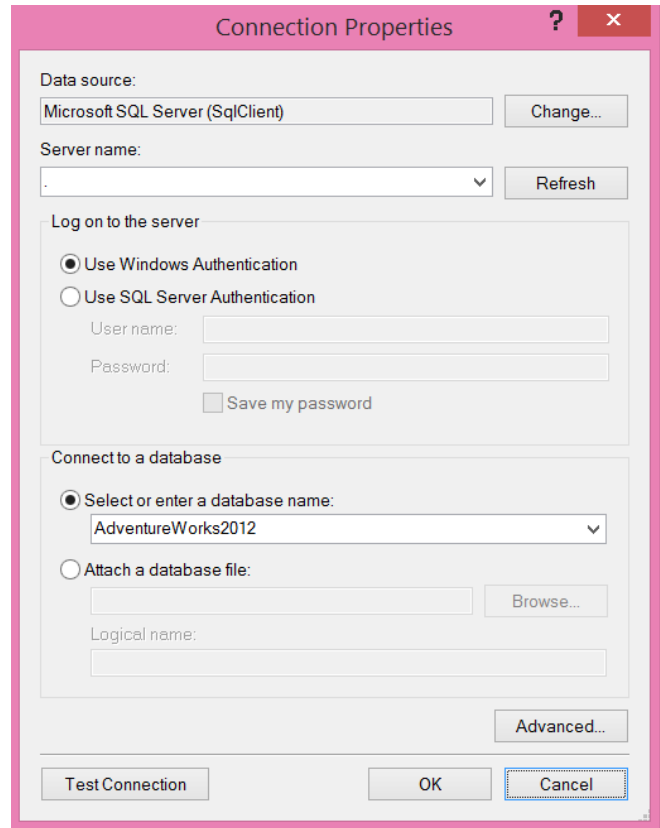 Connection Properties ? x
Data source:
Microsoft SQL Server (SqlClient) Change...
Server name:
. Refresh
Log on to the server
Use Windows Authentication
Use SQL Server Authentication
User name:
Password:
Save my password
Connect to a database
Select or enter a database name:
AdventureWorks2012
Attach a database file:
Browse...
Logical name:
Advanced...
Test Connection OK Cancel